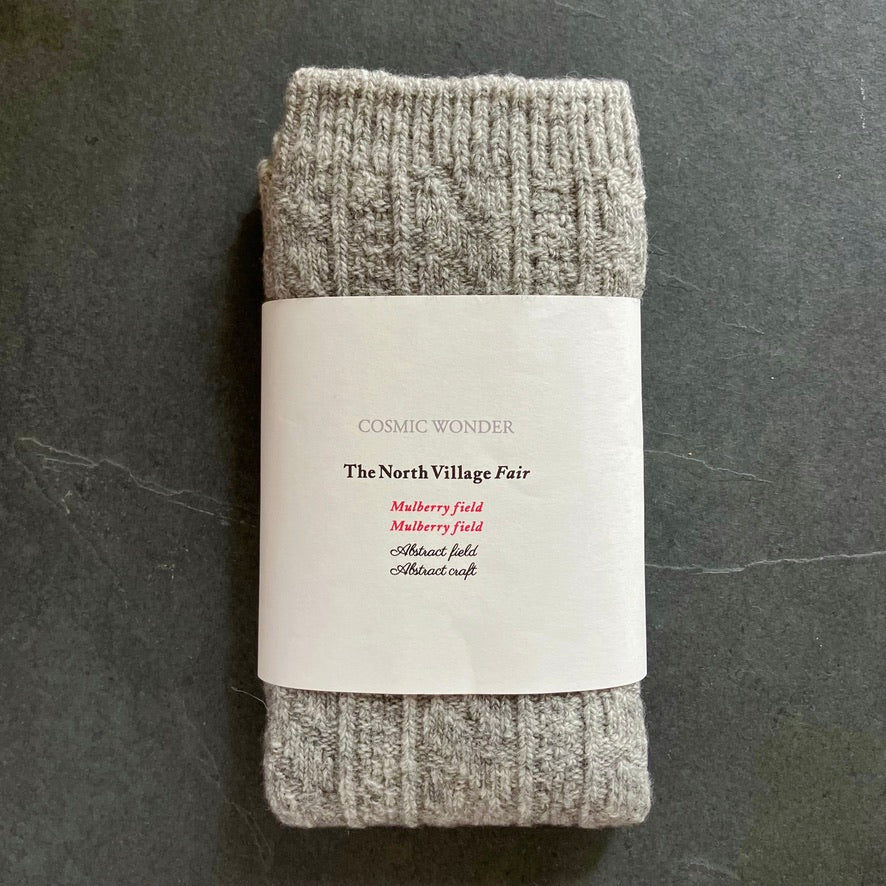 COSMIC WONDER
The North Village Fair
Mulberry field
Mulberry field
Abstract field
Abstract craft